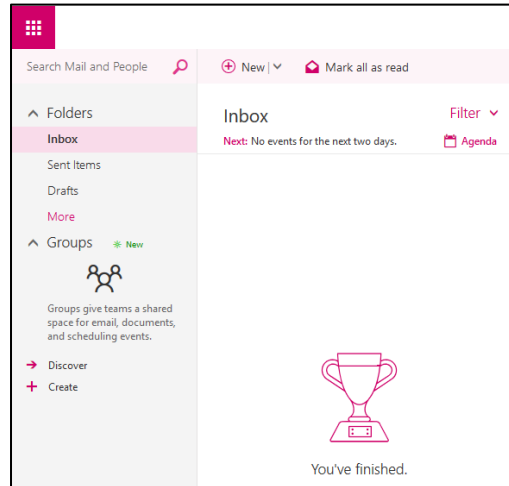 Search Mail and People
New
Mark all as read
Folders
Inbox
Sent Items
Drafts
More
Groups
New
Groups give teams a shared
space for email, documents,
and scheduling events.
Discover
Create
Inbox
Filter
Next: No events for the next two days.
Agenda
You've finished.